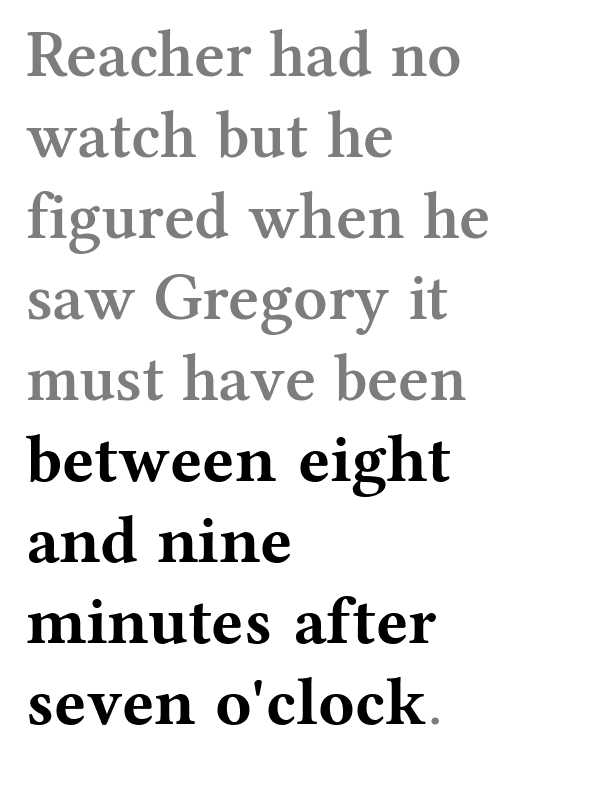 Reacher had no
watch but he
figured when he
saw Gregory it
must have been
between eight
and nine
minutes after
seven o'clock.